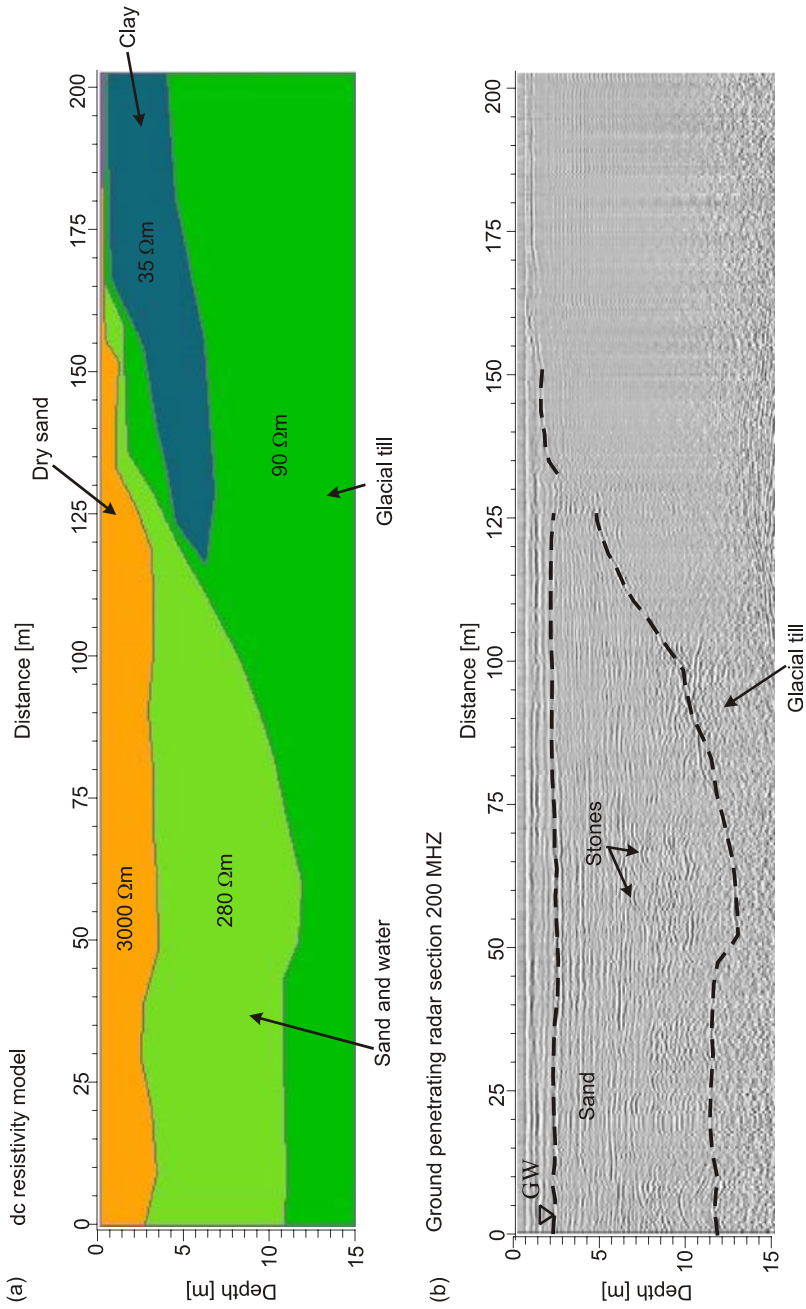 (a)
dc resistivity model
Distance [m]
0
25
50
75
100
125
150
175
200
Depth [m]
0
5
10
15
Dry sand
Clay
3000 Ωm
280 Ωm
35 Ωm
90 Ωm
Sand and water
Glacial till
(b)
Ground penetrating radar section 200 MHZ
Distance [m]
0
25
50
75
100
125
150
175
200
Depth [m]
0
5
10
15
GW
Sand
Stones
Glacial till